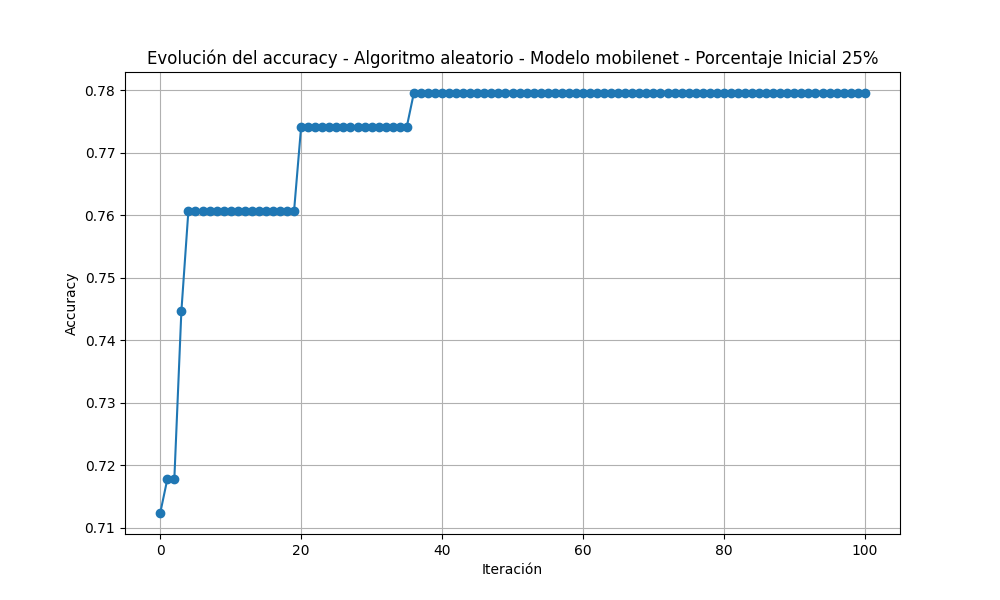 Evolución del accuracy - Algoritmo aleatorio - Modelo mobilenet - Porcentaje Inicial 25%
0.78
0.77
0.76
0.75
0.74
0.73
0.72
0.71
Accuracy
0 20 40 60 80 100
Iteración